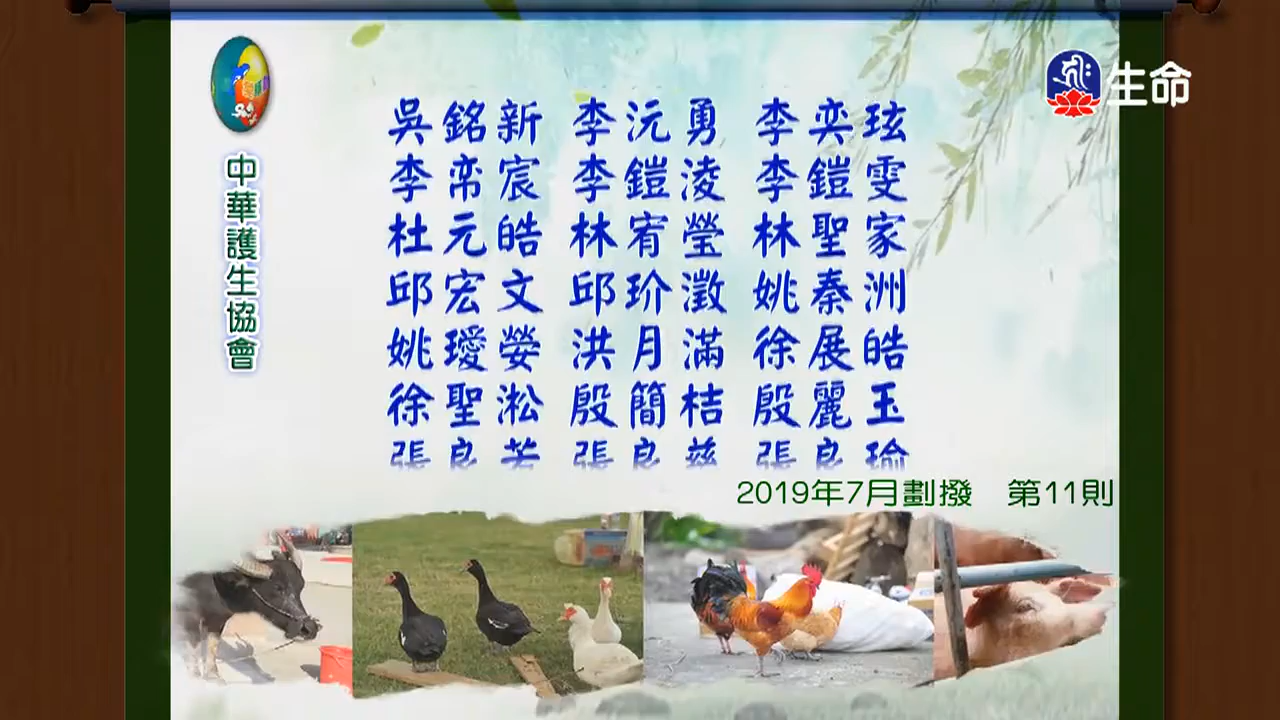 生命
中華護生協會
吳銘新 李沅勇 李奕玹
李帟宸 李鎧淩 李鎧雯
杜元皓 林宥瑩 林聖家
邱宏文 邱玠澂 姚秦洲
姚璦嫈 洪月滿 徐展皓
徐聖淞 殷簡桔 殷麗玉
2019年7月劃撥 第11則